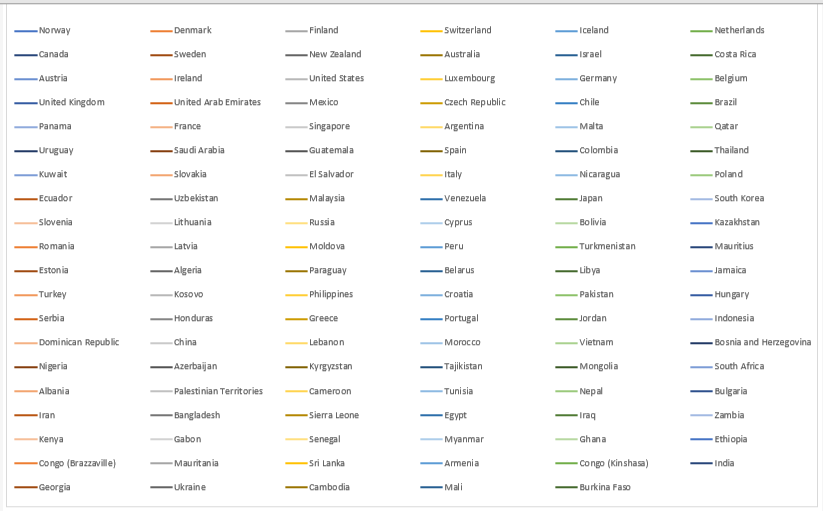 Norway Denmark Finland Switzerland Iceland Netherlands
Canada Sweden New Zealand Australia Israel Costa Rica
Austria Ireland United States Luxembourg Germany Belgium
United Kingdom United Arab Emirates Mexico Czech Republic Chile Brazil
Panama France Singapore Argentina Malta Qatar
Uruguay Saudi Arabia Guatemala Spain Colombia Thailand
Kuwait Slovakia El Salvador Italy Nicaragua Poland
Ecuador Uzbekistan Malaysia Venezuela Japan South Korea
Slovenia Lithuania Russia Cyprus Bolivia Kazakhstan
Romania Latvia Moldova Peru Turkmenistan Mauritius
Estonia Algeria Paraguay Belarus Libya Jamaica
Turkey Kosovo Philippines Croatia Pakistan Hungary
Serbia Honduras Greece Portugal Jordan Indonesia
Dominican Republic China Lebanon Morocco Vietnam Bosnia and Herzegovina
Nigeria Azerbaijan Kyrgyzstan Tajikistan Mongolia South Africa
Albania Palestinian Territories Cameroon Tunisia Nepal Bulgaria
Iran Bangladesh Sierra Leone Egypt Iraq Zambia
Kenya Gabon Senegal Myanmar Ghana Ethiopia
Congo (Brazzaville) Mauritania Sri Lanka Armenia Congo (Kinshasa) India
Georgia Ukraine Cambodia Mali Burkina Faso